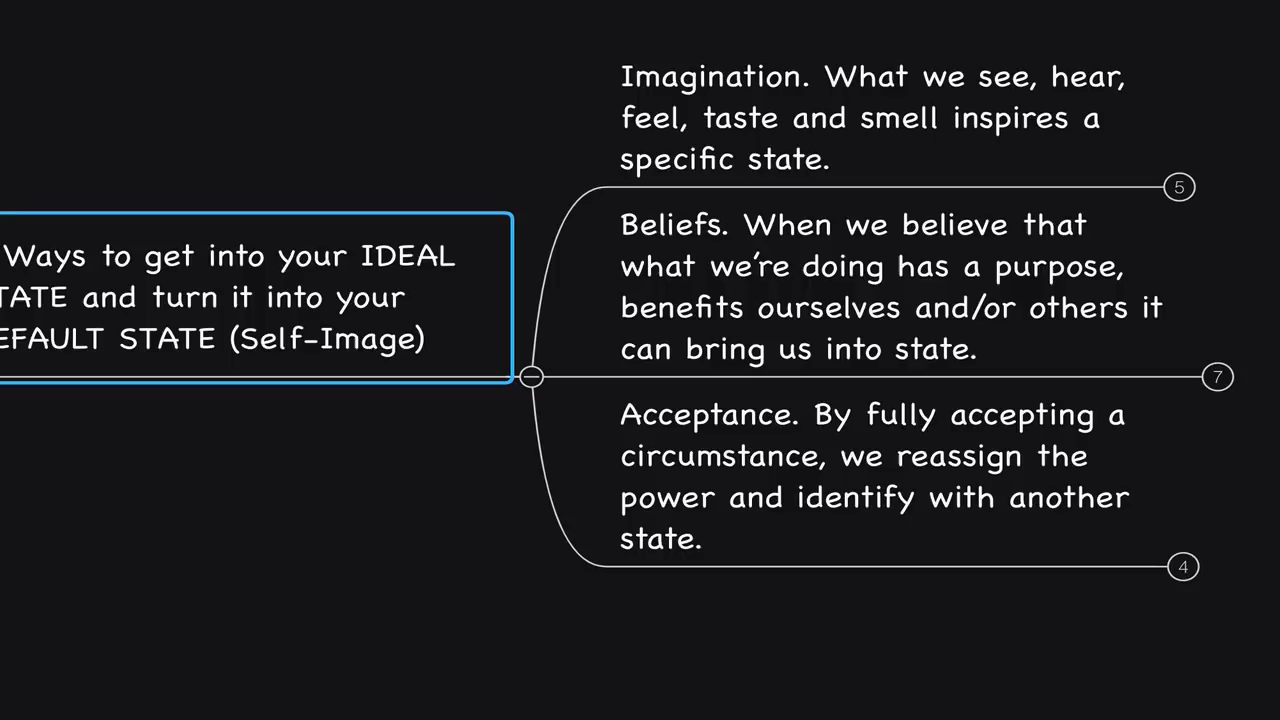 Ways to get into your IDEAL
TATE and turn it into your
EFAULT STATE (Self-Image)
Imagination. What we see, hear,
feel, taste and smell inspires a
specific state.
5
Beliefs. When we believe that
what we're doing has a purpose,
benefits ourselves and/or others it
can bring us into state.
7
Acceptance. By fully accepting a
circumstance, we reassign the
power and identify with another
state.
4